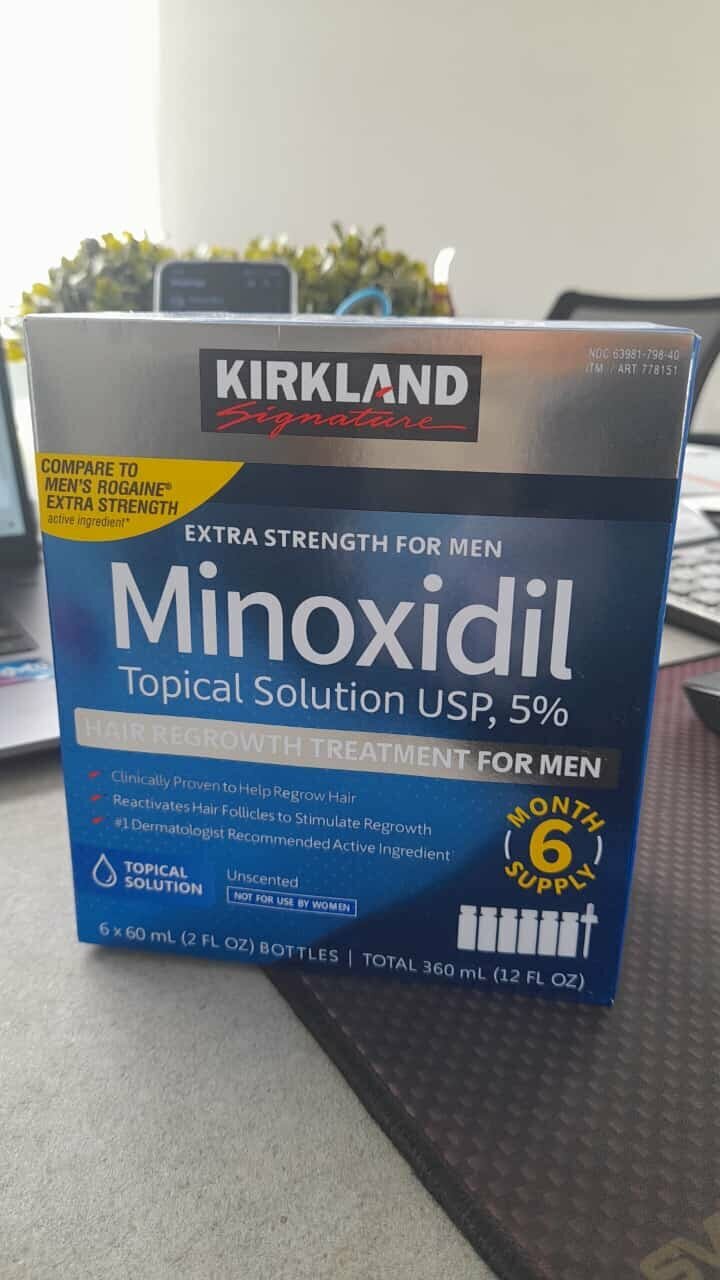 KIRKLAND
Signature
NDC 63981-798-40
ITM. / ART 778151
COMPARE TO
MEN'S ROGAINE®
EXTRA STRENGTH
active ingredient*
EXTRA STRENGTH FOR MEN
Minoxidil
Topical Solution USP, 5%
HAIR REGROWTH TREATMENT FOR MEN
Clinically Proven to Help Regrow Hair
Reactivates Hair Follicles to Stimulate Regrowth
#1 Dermatologist Recommended Active Ingredient
MONTH
6
SUPPLY
TOPICAL
SOLUTION
Unscented
NOT FOR USE BY WOMEN
6 x 60 mL (2 FL OZ) BOTTLES | TOTAL 360 mL (12 FL OZ)